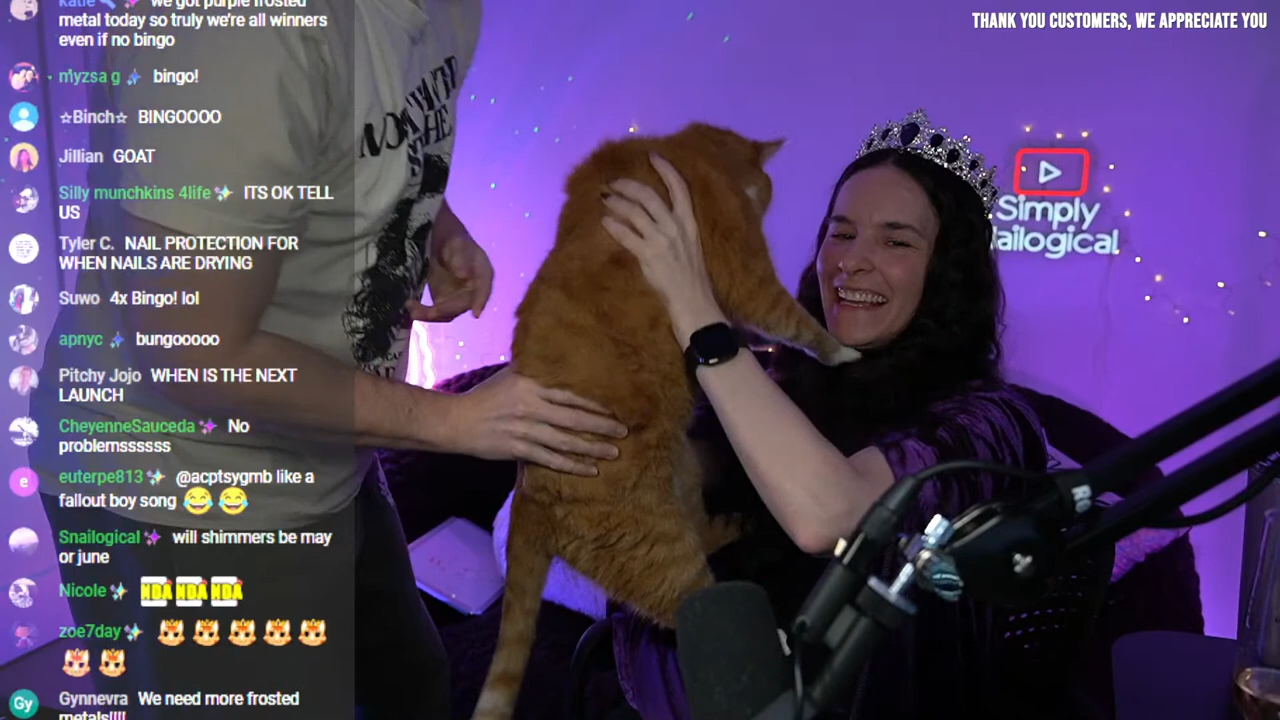 katie we got purple frosted
metal today so truly we're all winners
even if no bingo
myzsa g bingo!
☆Binch☆ BINGOOOO
Jillian GOAT
Silly munchkins 4life ITS OK TELL
US
Tyler C. NAIL PROTECTION FOR
WHEN NAILS ARE DRYING
Suwo 4x Bingo! lol
apnyc bungooooo
Pitchy Jojo WHEN IS THE NEXT
LAUNCH
CheyenneSauceda No
problemssssss
euterpe813 @acptsygmb like a
fallout boy song 😂 😂
Snailogical will shimmers be may
or june
Nicole NDA NDA NDA
zoe7day
Gy Gynnevra We need more frosted
metals!!!!
e
THANK YOU CUSTOMERS, WE APPRECIATE YOU
Simply
ailogical